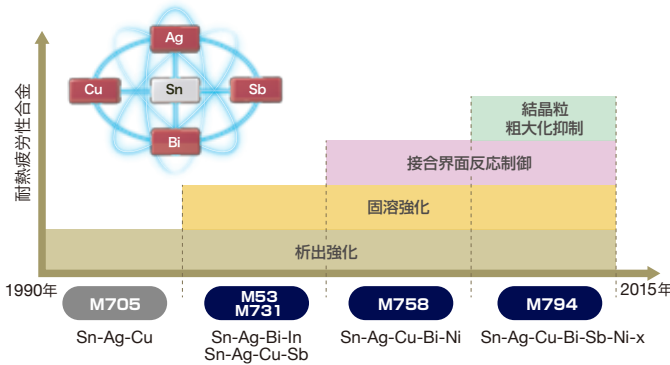 Ag
Cu
Sn
Sb
Bi
耐熱疲労性合金
結晶粒
粗大化抑制
接合界面反応制御
固溶強化
析出強化
1990年
2015年
M705
M53
M731
M758
M794
Sn-Ag-Cu
Sn-Ag-Bi-In
Sn-Ag-Cu-Sb
Sn-Ag-Cu-Bi-Ni
Sn-Ag-Cu-Bi-Sb-Ni-x